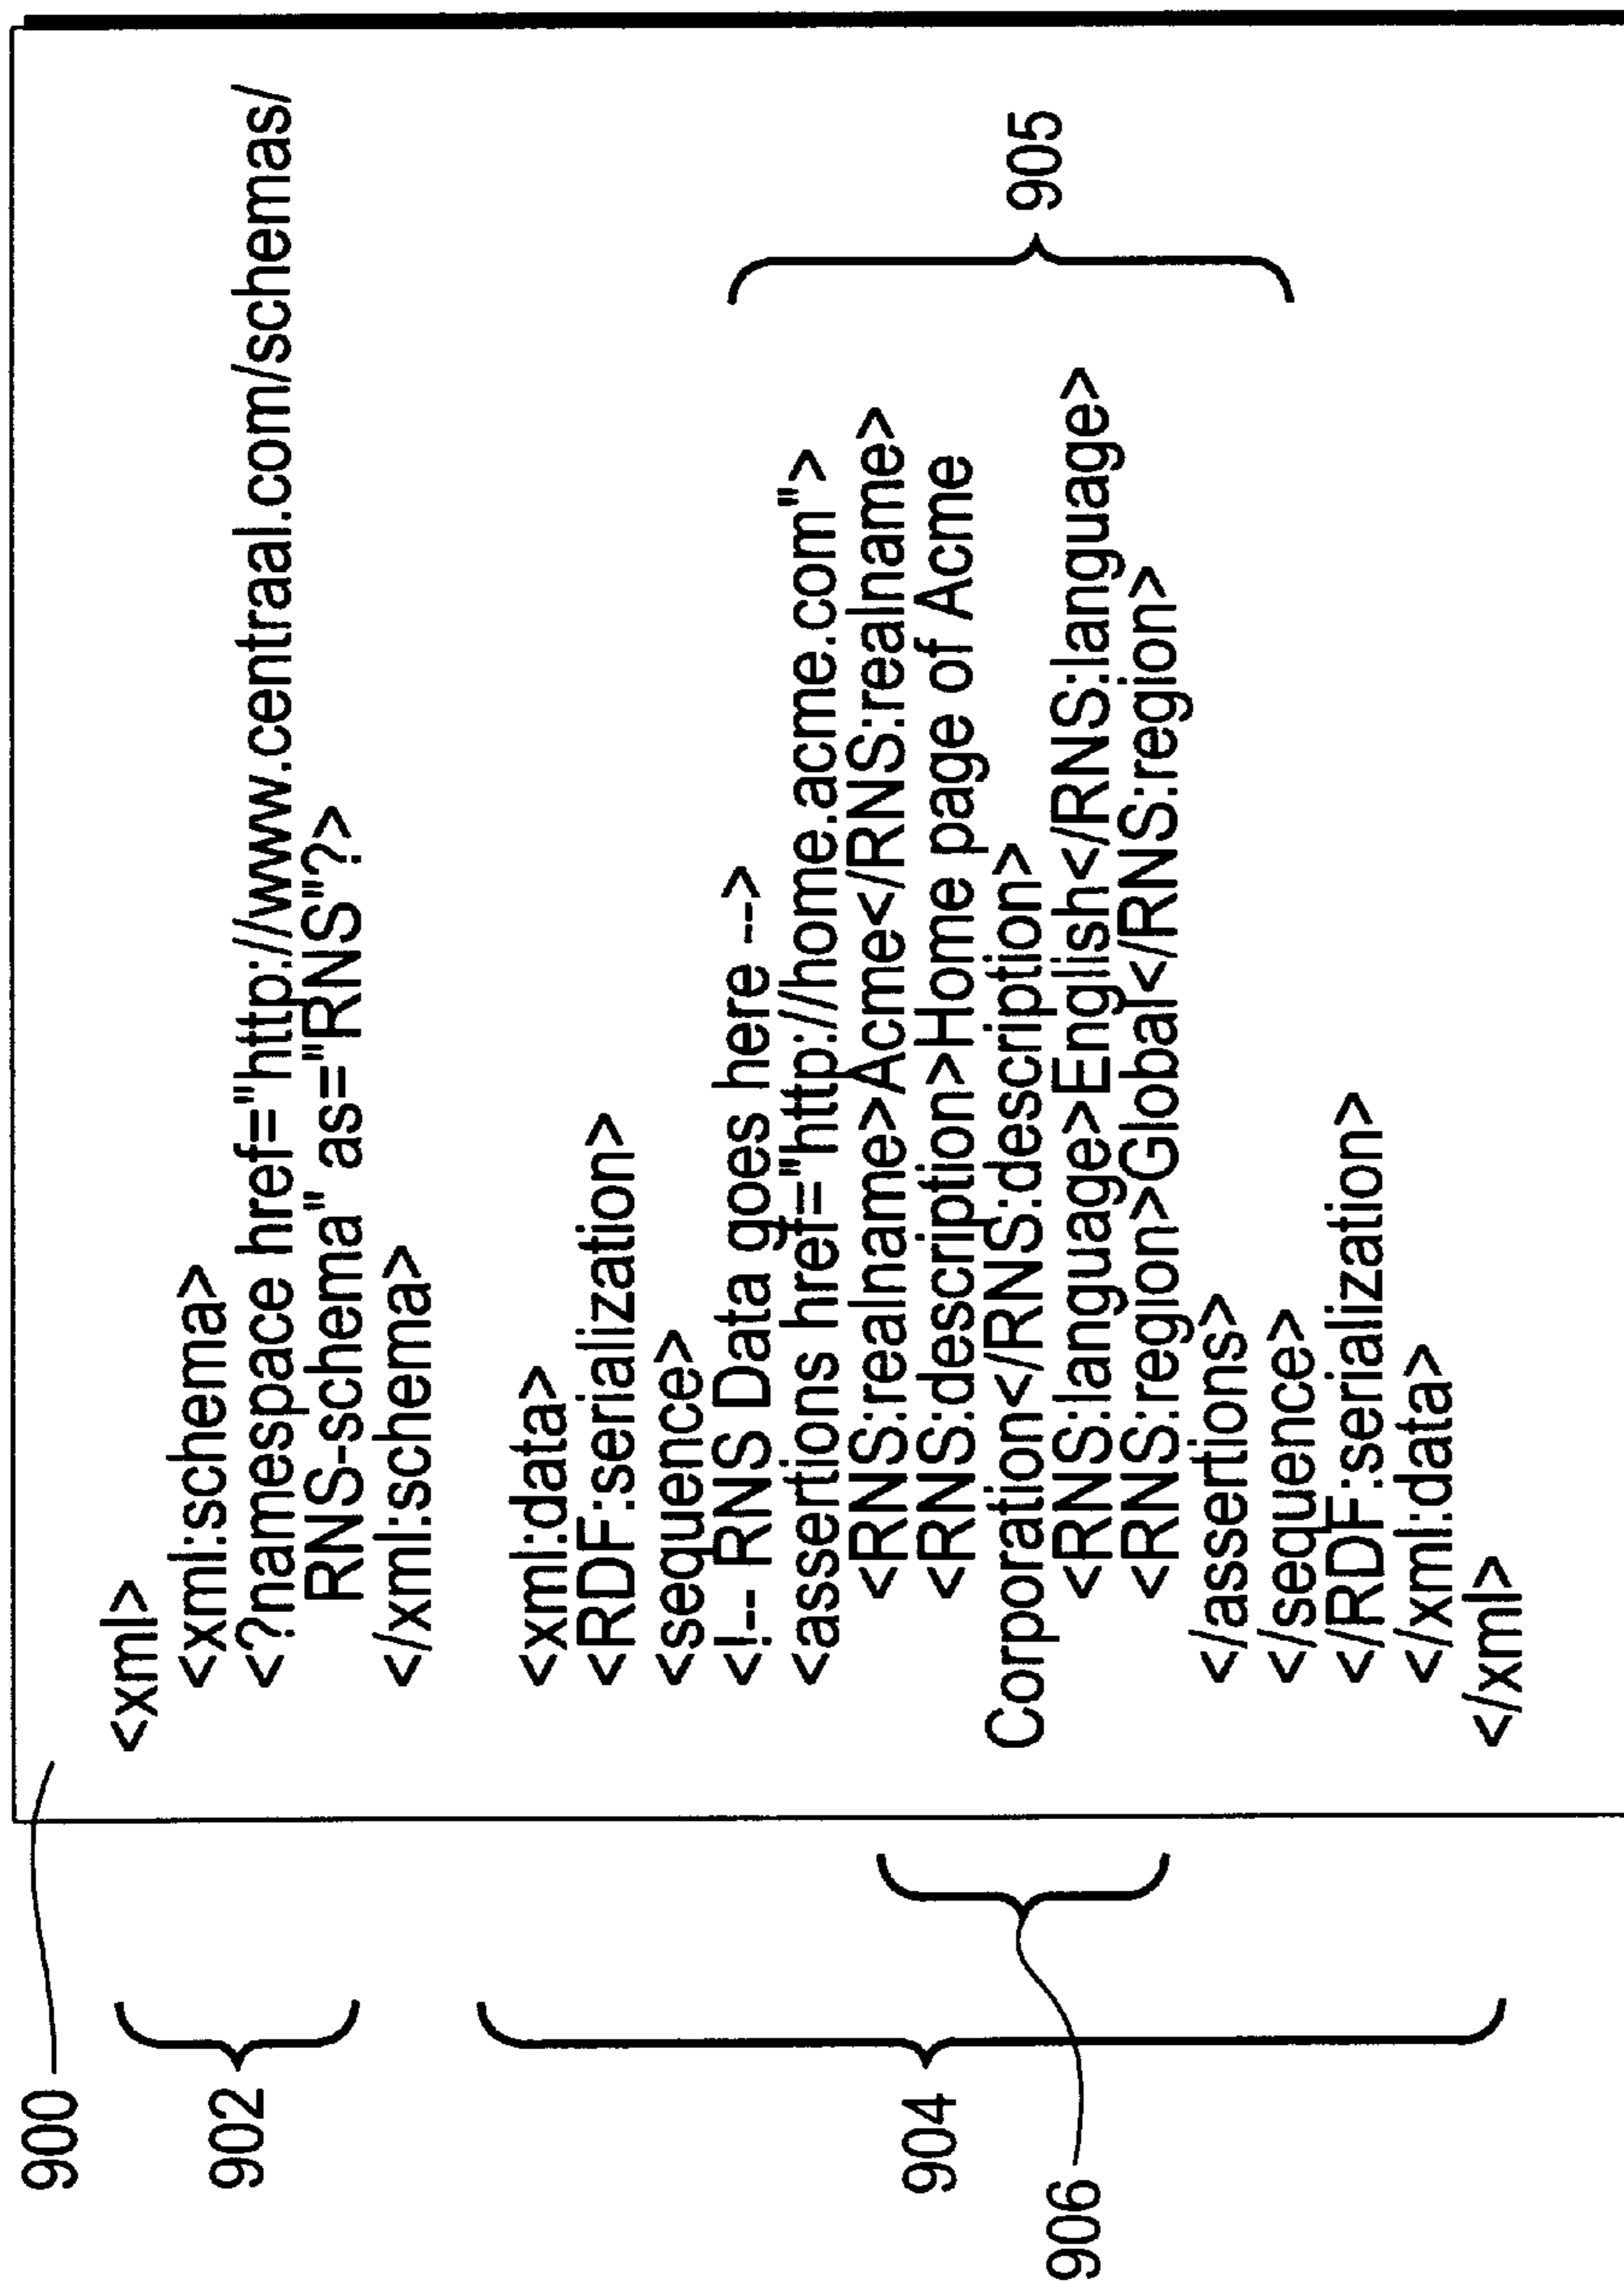 900
<xml>
<xml:schema>
<?namespace href="http://www.centraal.com/schemas/
RNS-schema" as="RNS"?>
</xml:schema>
902
<xml:data>
<RDF:serialization>
<sequence>
<!-- RNS Data goes here -->
<assertions href="http://home.acme.com">
<RNS:realname>Acme</RNS:realname>
<RNS:description>Home page of Acme
Corporation</RNS:description>
<RNS:language>English</RNS:language>
<RNS:region>Global</RNS:region>
</assertions>
</sequence>
</RDF:serialization>
</xml:data>
</xml>
904
906
905